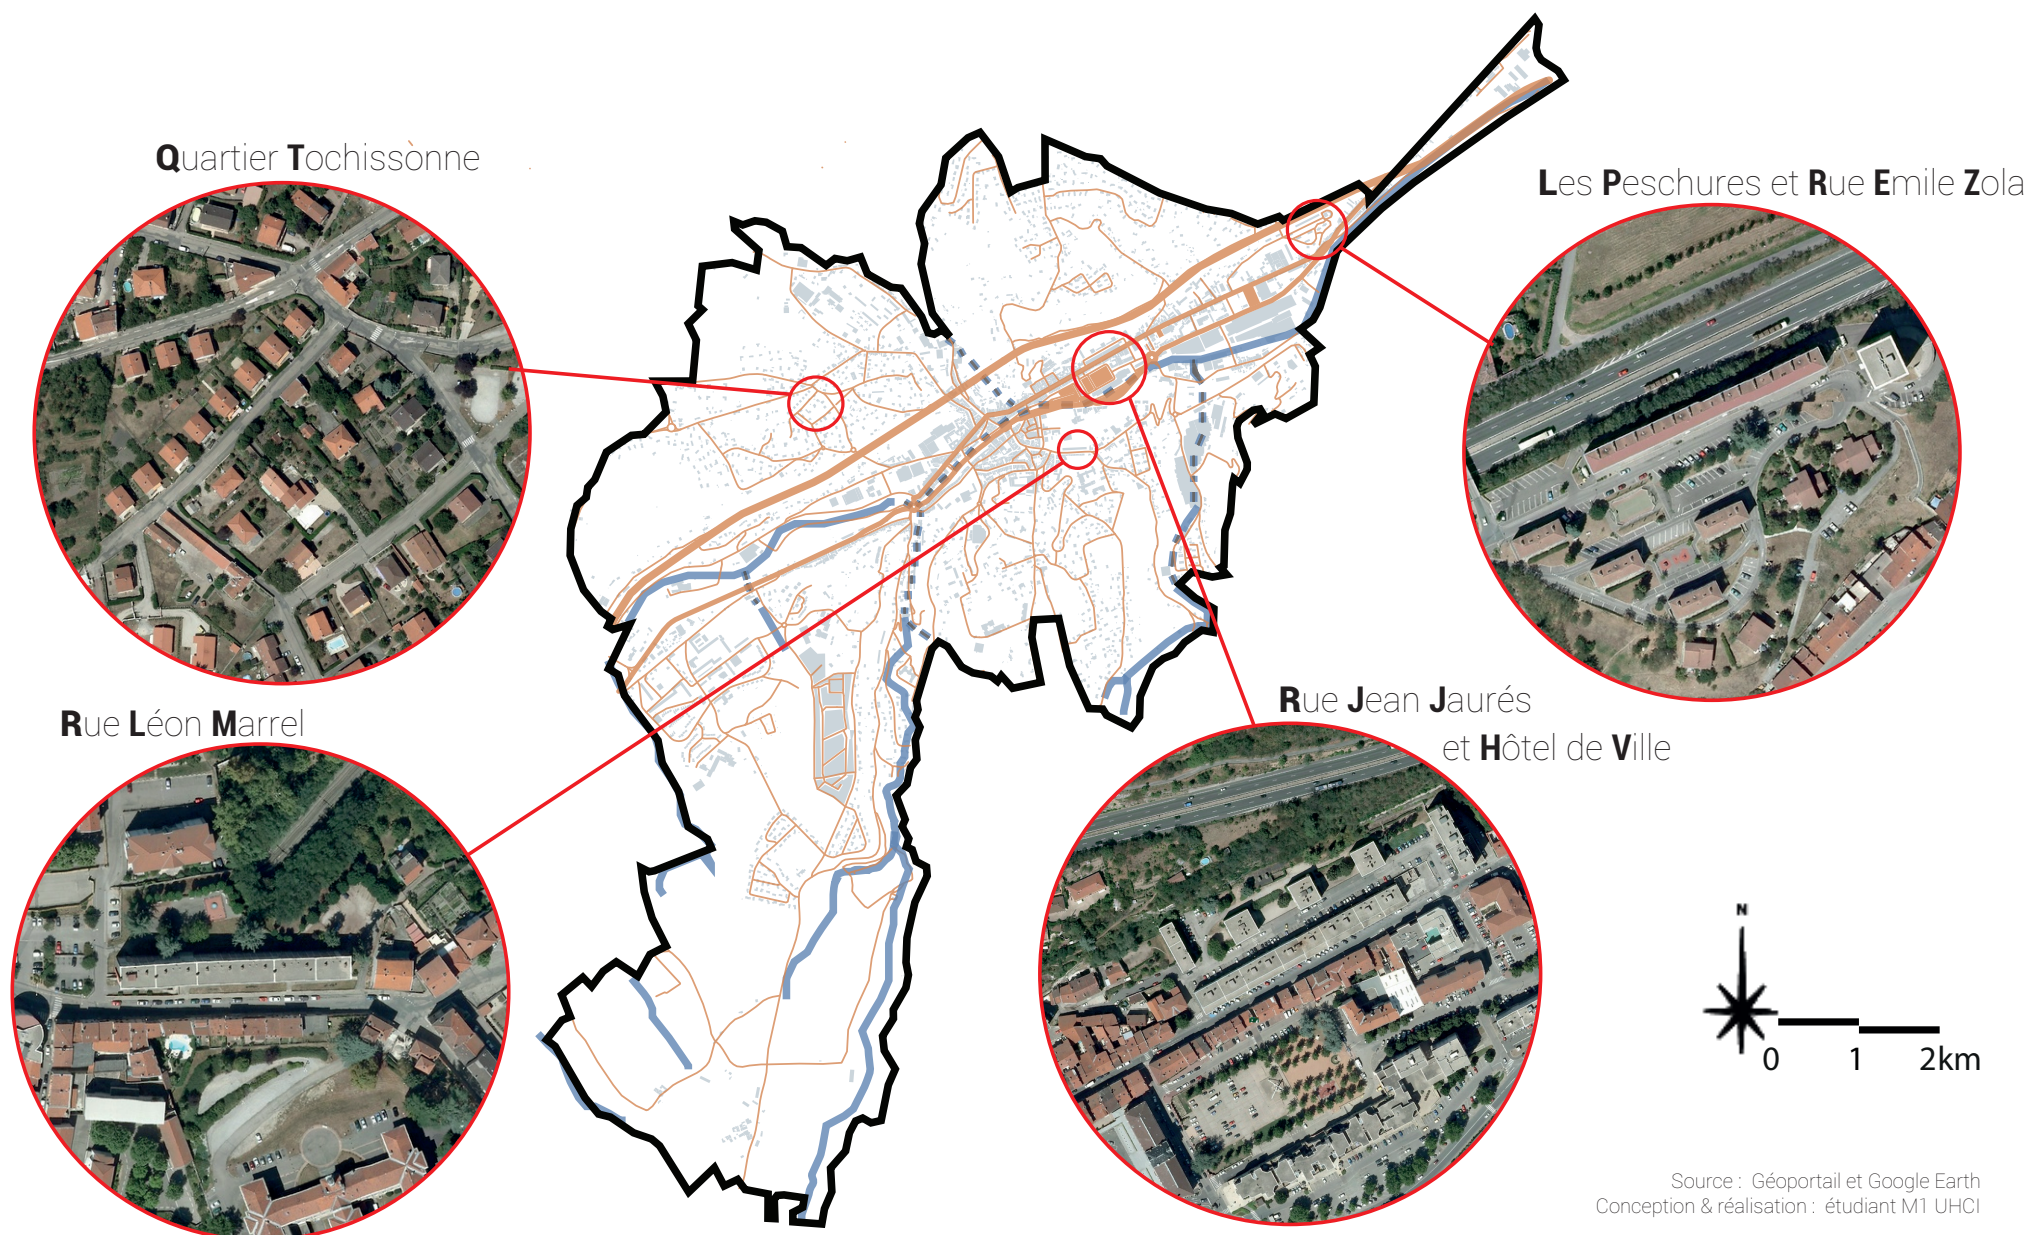 Quartier Tochissonne
Les Peschures et Rue Emile Zola
Rue Léon Marrel
Rue Jean Jaurés
et Hôtel de Ville
N
0 1 2km
Source : Géoportail et Google Earth
Conception & réalisation : étudiant M1 UHCI